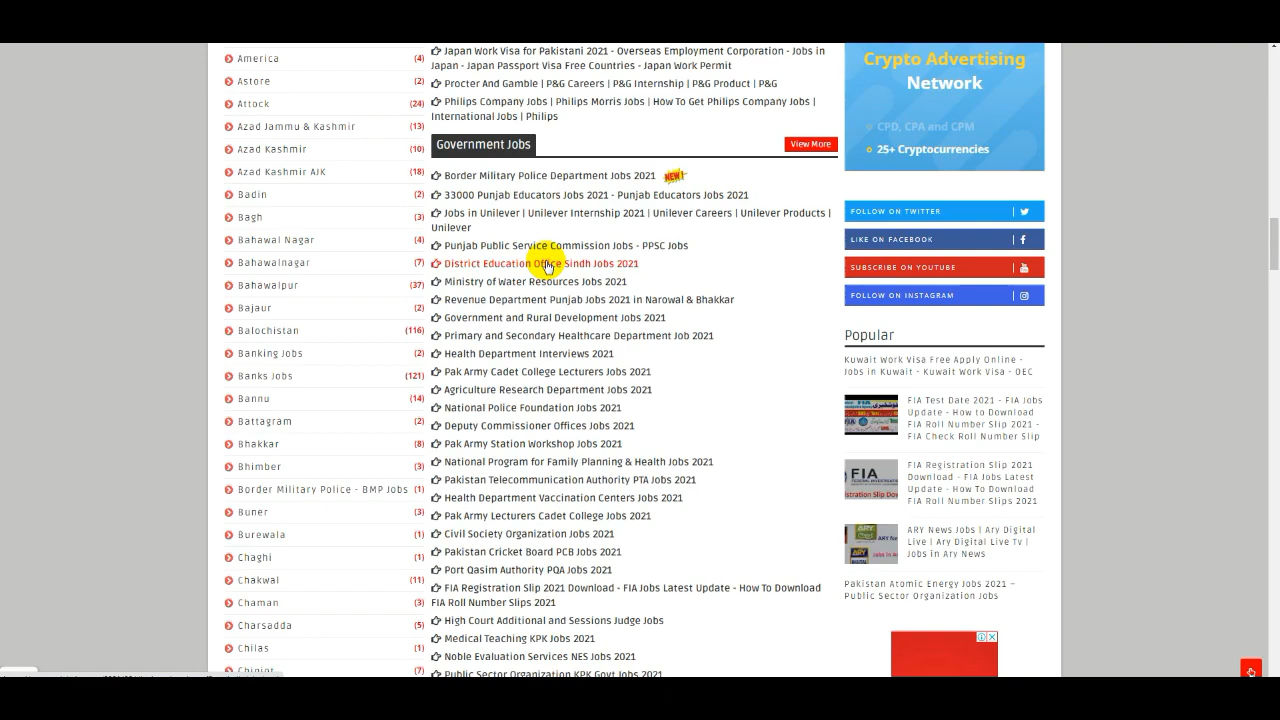 America (4)
Astore (2)
Attock (24)
Azad Jammu & Kashmir (13)
Azad Kashmir (10)
Azad Kashmir AJK (18)
Badin (2)
Bagh (3)
Bahawal Nagar (4)
Bahawalnagar (7)
Bahawalpur (37)
Bajaur (2)
Balochistan (116)
Banking Jobs (2)
Banks Jobs (121)
Bannu (14)
Battagram (2)
Bhakkar (8)
Bhimber (3)
Border Military Police - BMP Jobs (1)
Buner (3)
Burewala (1)
Chaghi (1)
Chakwal (11)
Chaman (3)
Charsadda (5)
Chilas (1)
Chiniot (7)
Japan Work Visa for Pakistani 2021 - Overseas Employment Corporation - Jobs in
Japan - Japan Passport Visa Free Countries - Japan Work Permit
Procter And Gamble | P&G Careers | P&G Internship | P&G Product | P&G
Philips Company Jobs | Philips Morris Jobs | How To Get Philips Company Jobs |
International Jobs | Philips
Government Jobs
View More
Border Military Police Department Jobs 2021 NEW!
33000 Punjab Educators Jobs 2021 - Punjab Educators Jobs 2021
Jobs in Unilever | Unilever Internship 2021 | Unilever Careers | Unilever Products |
Unilever
Punjab Public Service Commission Jobs - PPSC Jobs
District Education Office Sindh Jobs 2021
Ministry of Water Resources Jobs 2021
Revenue Department Punjab Jobs 2021 in Narowal & Bhakkar
Government and Rural Development Jobs 2021
Primary and Secondary Healthcare Department Job 2021
Health Department Interviews 2021
Pak Army Cadet College Lecturers Jobs 2021
Agriculture Research Department Jobs 2021
National Police Foundation Jobs 2021
Deputy Commissioner Offices Jobs 2021
Pak Army Station Workshop Jobs 2021
National Program for Family Planning & Health Jobs 2021
Pakistan Telecommunication Authority PTA Jobs 2021
Health Department Vaccination Centers Jobs 2021
Pak Army Lecturers Cadet College Jobs 2021
Civil Society Organization Jobs 2021
Pakistan Cricket Board PCB Jobs 2021
Port Qasim Authority PQA Jobs 2021
FIA Registration Slip 2021 Download - FIA Jobs Latest Update - How To Download
FIA Roll Number Slips 2021
High Court Additional and Sessions Judge Jobs
Medical Teaching KPK Jobs 2021
Noble Evaluation Services NES Jobs 2021
Public Sector Organization KPK Govt Jobs 2021
Crypto Advertising
Network
CPD, CPA and CPM
25+ Cryptocurrencies
FOLLOW ON TWITTER
LIKE ON FACEBOOK
SUBSCRIBE ON YOUTUBE
FOLLOW ON INSTAGRAM
Popular
Kuwait Work Visa Free Apply Online -
Jobs in Kuwait - Kuwait Work Visa - OEC
FIA Test Date 2021 - FIA Jobs
Update - How to Download
FIA Roll Number Slip 2021 -
FIA Check Roll Number Slip
FIA Registration Slip 2021
Download - FIA Jobs Latest
Update - How To Download
FIA Roll Number Slips 2021
FIA
ARY News Jobs | Ary Digital
Live | Ary Digital Live Tv |
Jobs in Ary News
Pakistan Atomic Energy Jobs 2021 –
Public Sector Organization Jobs